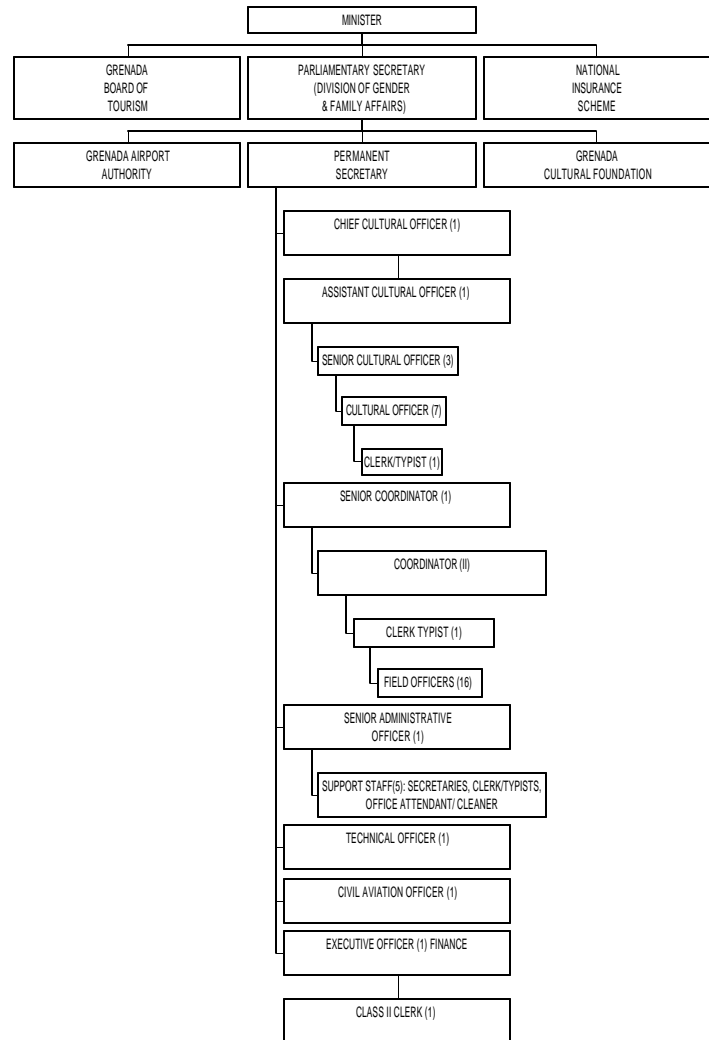 MINISTER
GRENADA
BOARD OF
TOURISM
PARLIAMENTARY SECRETARY
(DIVISION OF GENDER
& FAMILY AFFAIRS)
NATIONAL
INSURANCE
SCHEME
GRENADA AIRPORT
AUTHORITY
PERMANENT
SECRETARY
GRENADA
CULTURAL FOUNDATION
CHIEF CULTURAL OFFICER (1)
ASSISTANT CULTURAL OFFICER (1)
SENIOR CULTURAL OFFICER (3)
CULTURAL OFFICER (7)
CLERK/TYPIST (1)
SENIOR COORDINATOR (1)
COORDINATOR (II)
CLERK TYPIST (1)
FIELD OFFICERS (16)
SENIOR ADMINISTRATIVE
OFFICER (1)
SUPPORT STAFF(5): SECRETARIES, CLERK/TYPISTS,
OFFICE ATTENDANT/ CLEANER
TECHNICAL OFFICER (1)
CIVIL AVIATION OFFICER (1)
EXECUTIVE OFFICER (1) FINANCE
CLASS II CLERK (1)